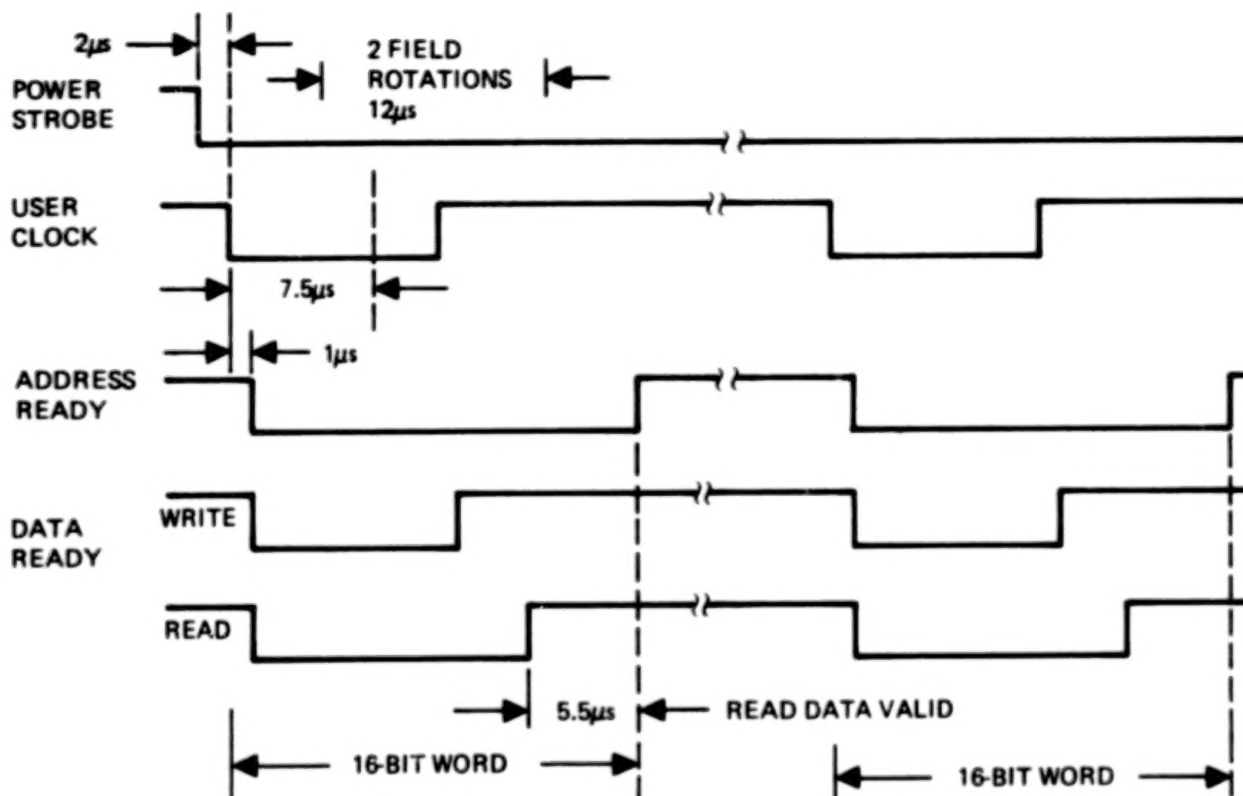 2μs
2 FIELD
ROTATIONS
12μs
POWER
STROBE
USER
CLOCK
7.5μs
1μs
ADDRESS
READY
DATA
READY
WRITE
READ
5.5μs
READ DATA VALID
16-BIT WORD
16-BIT WORD